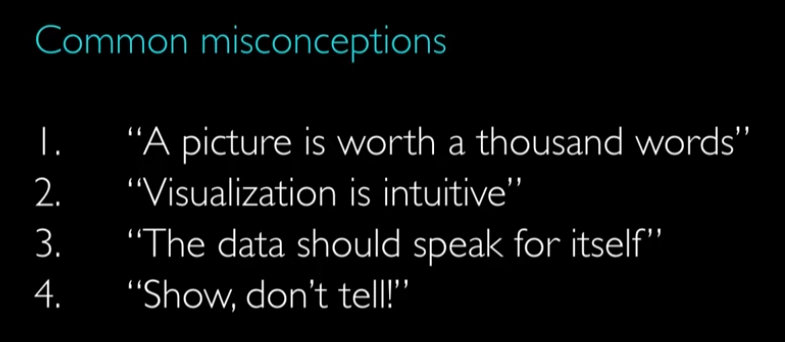 Common misconceptions
1. “A picture is worth a thousand words”
2. “Visualization is intuitive”
3. “The data should speak for itself”
4. “Show, don’t tell!”